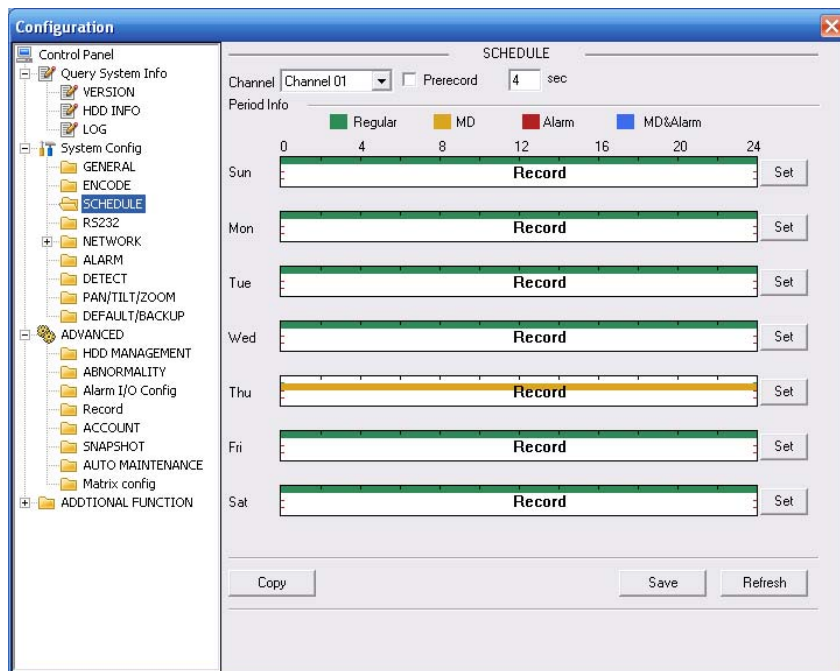 Configuration
Control Panel
Query System Info
VERSION
HDD INFO
LOG
System Config
GENERAL
ENCODE
SCHEDULE
RS232
NETWORK
ALARM
DETECT
PAN/TILT/ZOOM
DEFAULT/BACKUP
ADVANCED
HDD MANAGEMENT
ABNORMALITY
Alarm I/O Config
Record
ACCOUNT
SNAPSHOT
AUTO MAINTENANCE
Matrix config
ADDTIONAL FUNCTION
SCHEDULE
Channel Channel 01 Prerecord 4 sec
Period Info
Regular MD Alarm MD&Alarm
0 4 8 12 16 20 24
Sun Record Set
Mon Record Set
Tue Record Set
Wed Record Set
Thu Record Set
Fri Record Set
Sat Record Set
Copy Save Refresh